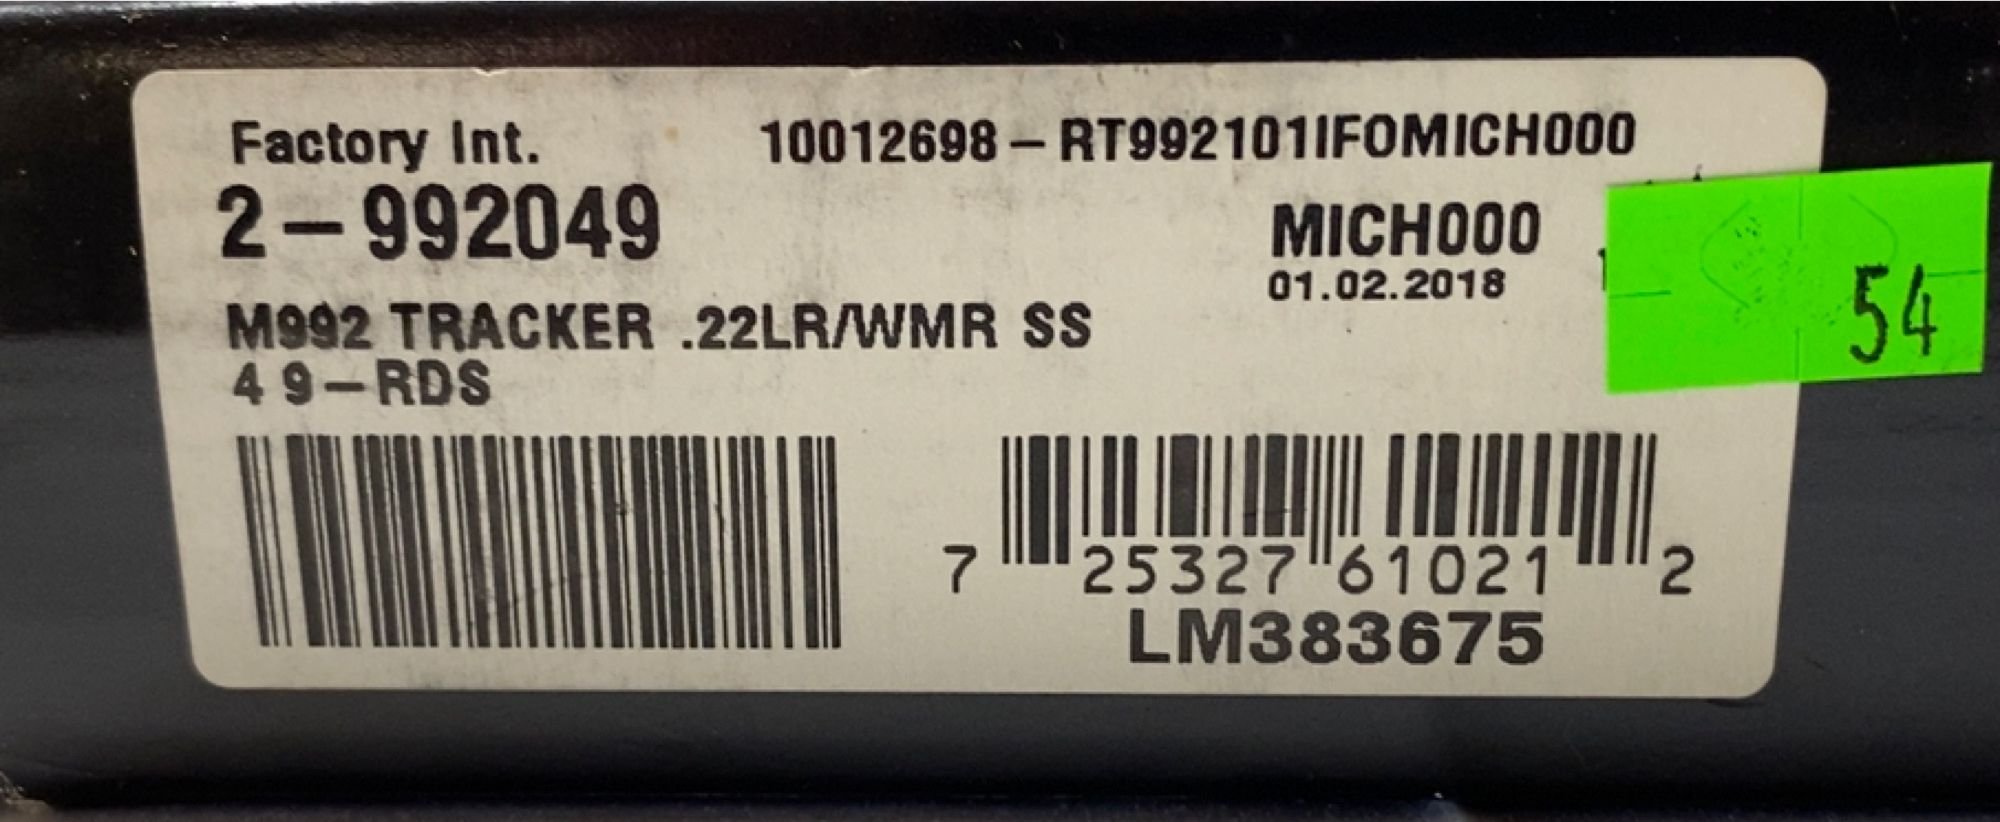 Factory Int. 10012698-RT9921011IFOMICH000
2-992049
MICH000
01.02.2018
54
M992 TRACKER .22LR/WMR SS
4 9-RDS
7 25327 61021 2
LM383675